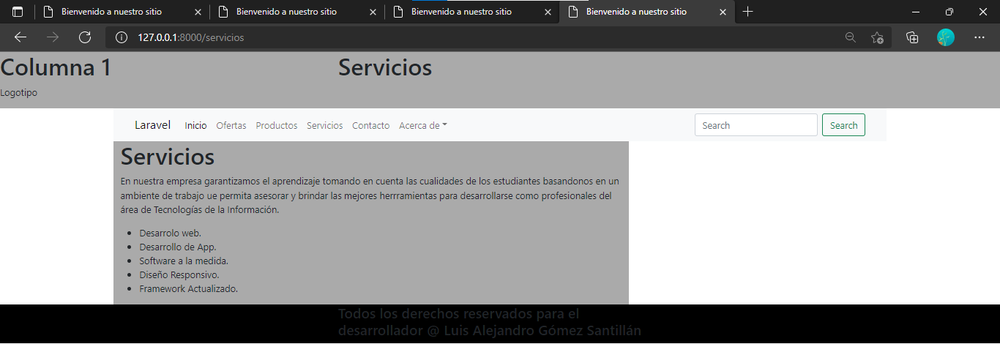 Bienvenido a nuestro sitio
Bienvenido a nuestro sitio
Bienvenido a nuestro sitio
Bienvenido a nuestro sitio
127.0.0.1:8000/servicios
Columna 1
Servicios
Logotipo
Laravel Inicio Ofertas Productos Servicios Contacto Acerca de
Search
Search
Servicios
En nuestra empresa garantizamos el aprendizaje tomando en cuenta las cualidades de los estudiantes basandonos en un
ambiente de trabajo ue permita asesorar y brindar las mejores herrramientas para desarrollarse como profesionales del
área de Tecnologías de la Información.
Desarrolo web.
Desarrollo de App.
Software a la medida.
Diseño Responsivo.
Framework Actualizado.
Todos los derechos reservados para el
desarrollador @ Luis Alejandro Gómez Santillán